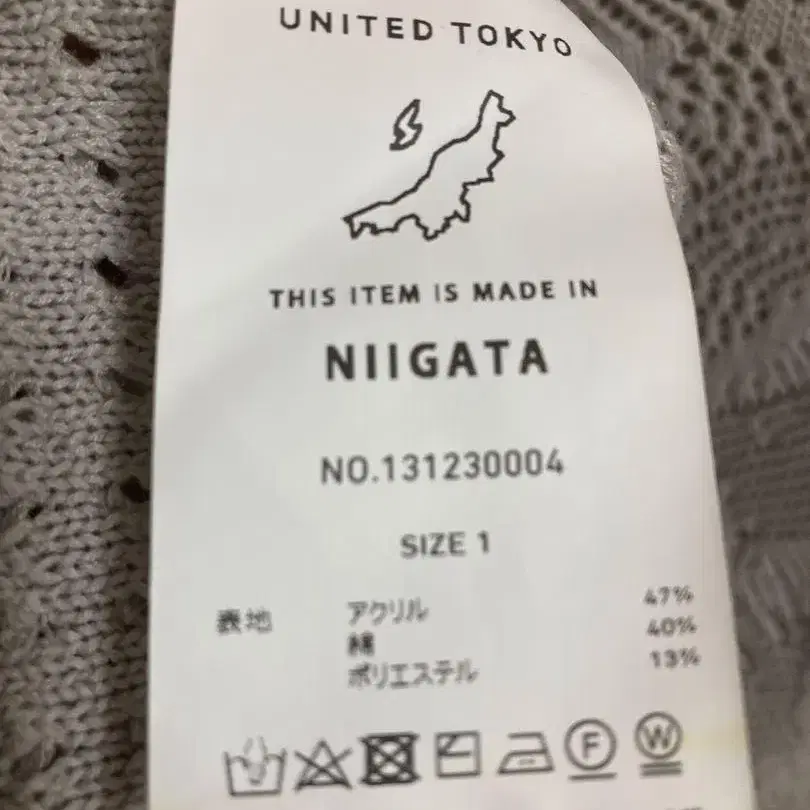 UNITED TOKYO
THIS ITEM IS MADE IN
NIIGATA
NO.131230004
SIZE 1
表地 アクリル 47%
綿 40%
ポリエステル 13%
F W